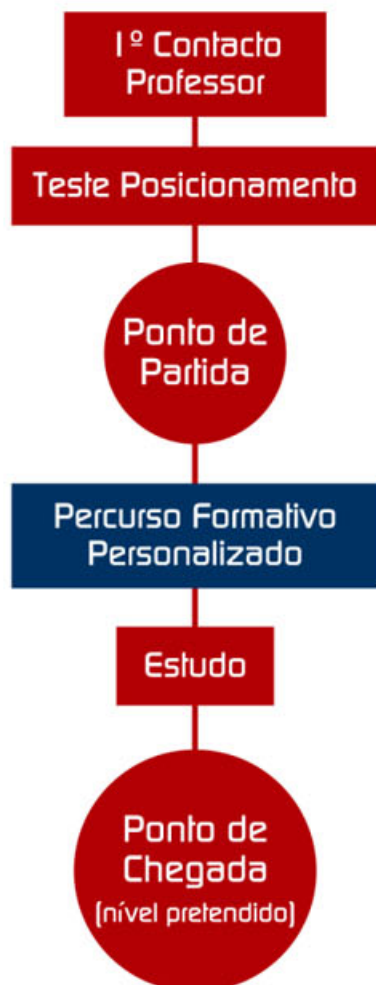 1º Contacto
Professor
Teste Posicionamento
Ponto de
Partida
Percurso Formativo
Personalizado
Estudo
Ponto de
Chegada
(nível pretendido)